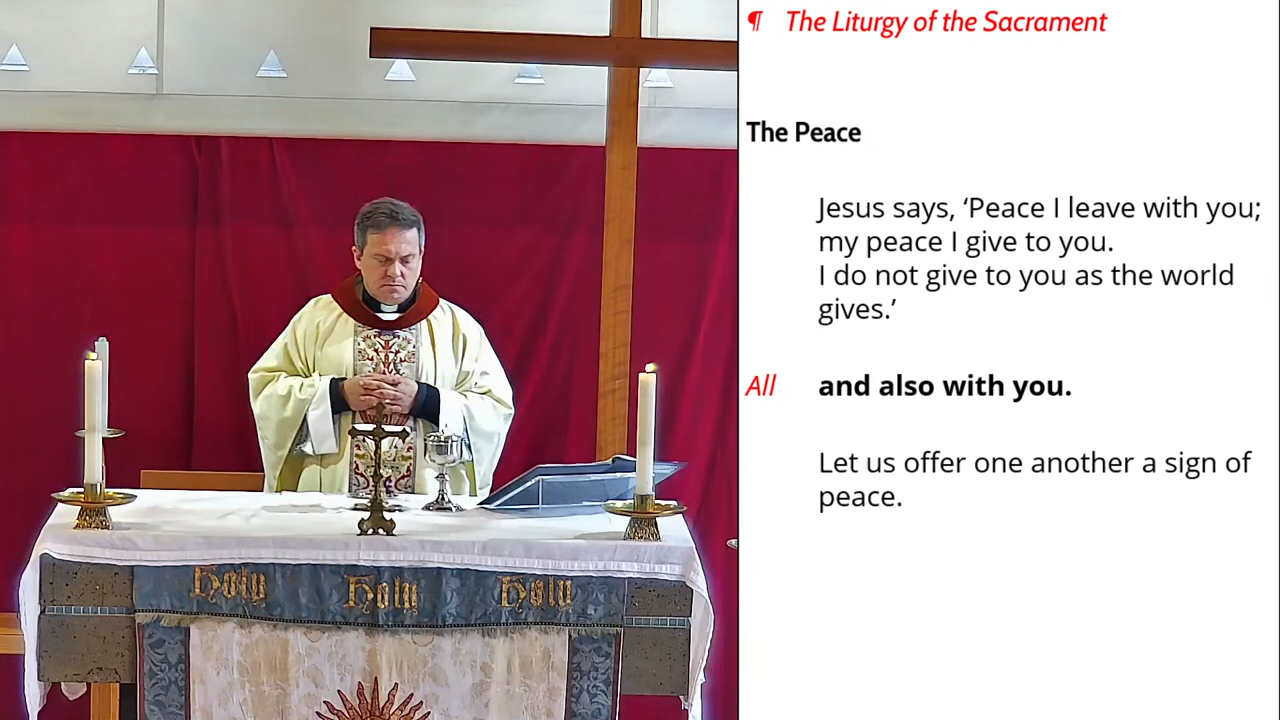 ¶ The Liturgy of the Sacrament
The Peace
Jesus says, ‘Peace I leave with you;
my peace I give to you.
I do not give to you as the world
gives.’
All and also with you.
Let us offer one another a sign of
peace.
Holy Holy Holy